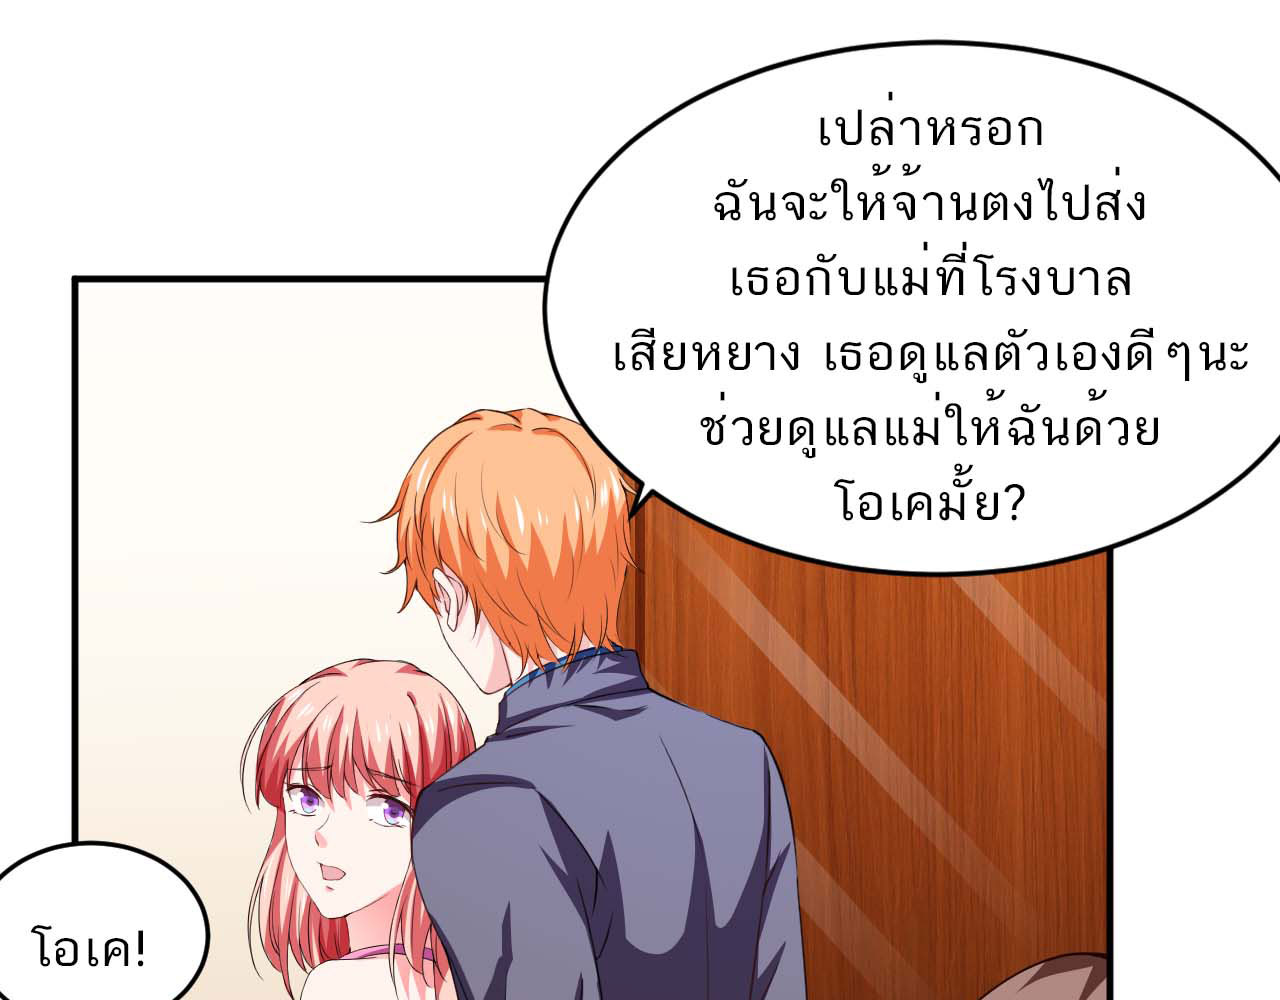 เปล่าหรอก
ฉันจะให้จ้านตงไปส่ง
เธอกับแม่ที่โรงบาล
เสียหยาง เธอดูแลตัวเองดีๆนะ
ช่วยดูแลแม่ให้ฉันด้วย
โอเคมั้ย?
โอเค!